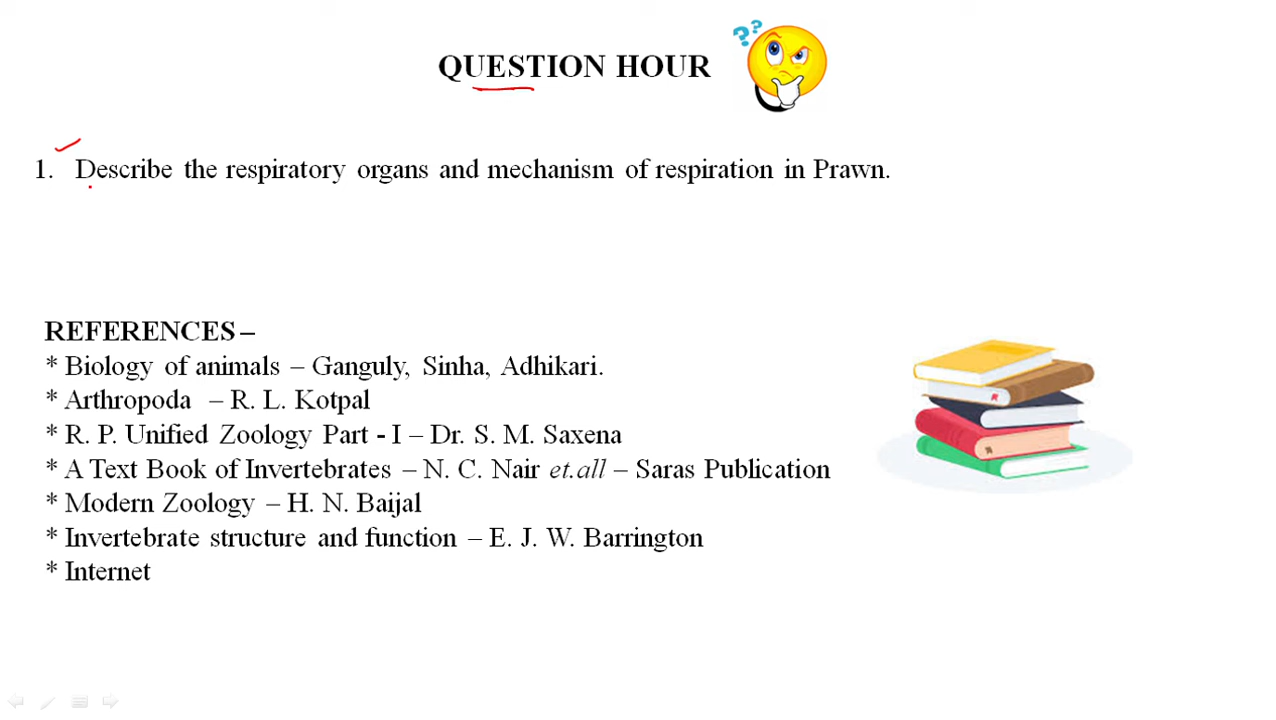 QUESTION HOUR
??
1. Describe the respiratory organs and mechanism of respiration in Prawn.
REFERENCES –
* Biology of animals – Ganguly, Sinha, Adhikari.
* Arthropoda – R. L. Kotpal
* R. P. Unified Zoology Part - I – Dr. S. M. Saxena
* A Text Book of Invertebrates – N. C. Nair et.all – Saras Publication
* Modern Zoology – H. N. Baijal
* Invertebrate structure and function – E. J. W. Barrington
* Internet